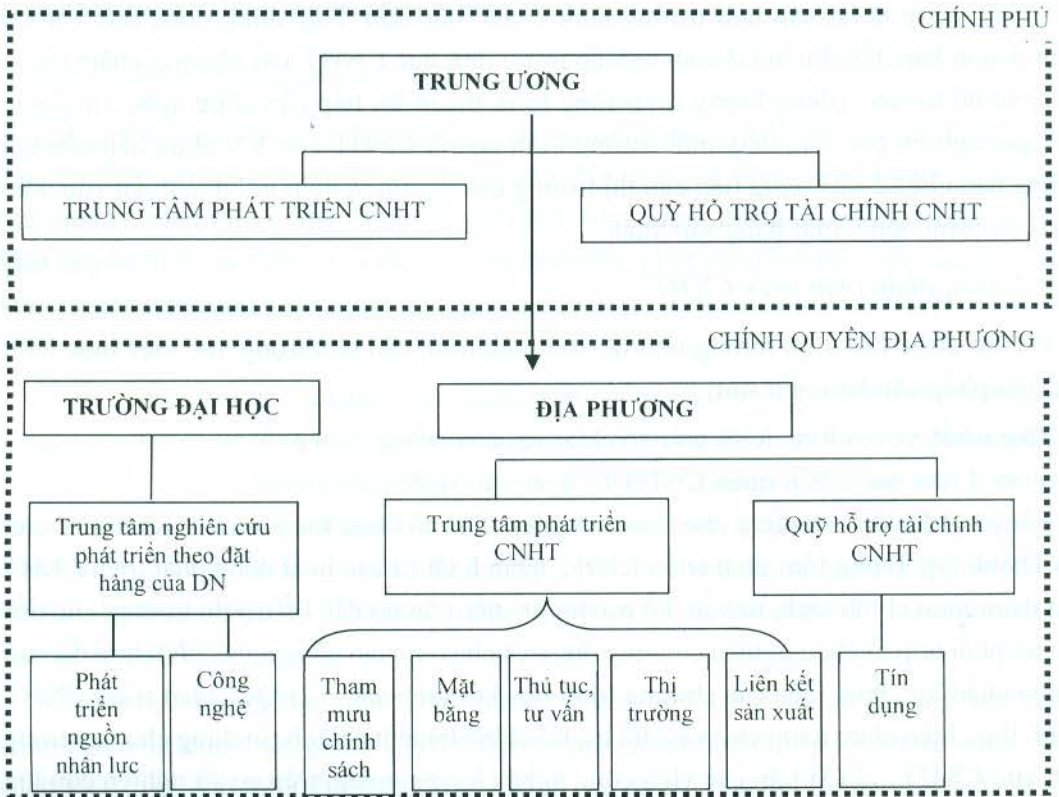 CHÍNH PHỦ
TRUNG ƯƠNG
TRUNG TÂM PHÁT TRIỂN CNHT
QUỸ HỖ TRỢ TÀI CHÍNH CNHT
CHÍNH QUYỀN ĐỊA PHƯƠNG
TRƯỜNG ĐẠI HỌC
ĐỊA PHƯƠNG
Trung tâm nghiên cứu
phát triển theo đặt
hàng của DN
Trung tâm phát triển
CNHT
Quỹ hỗ trợ tài chính
CNHT
Phát
triển
nguồn
nhân lực
Công
nghệ
Tham
mưu
chính
sách
Mặt
bằng
Thủ tục,
tư vấn
Thị
trường
Liên kết
sản xuất
Tín
dụng